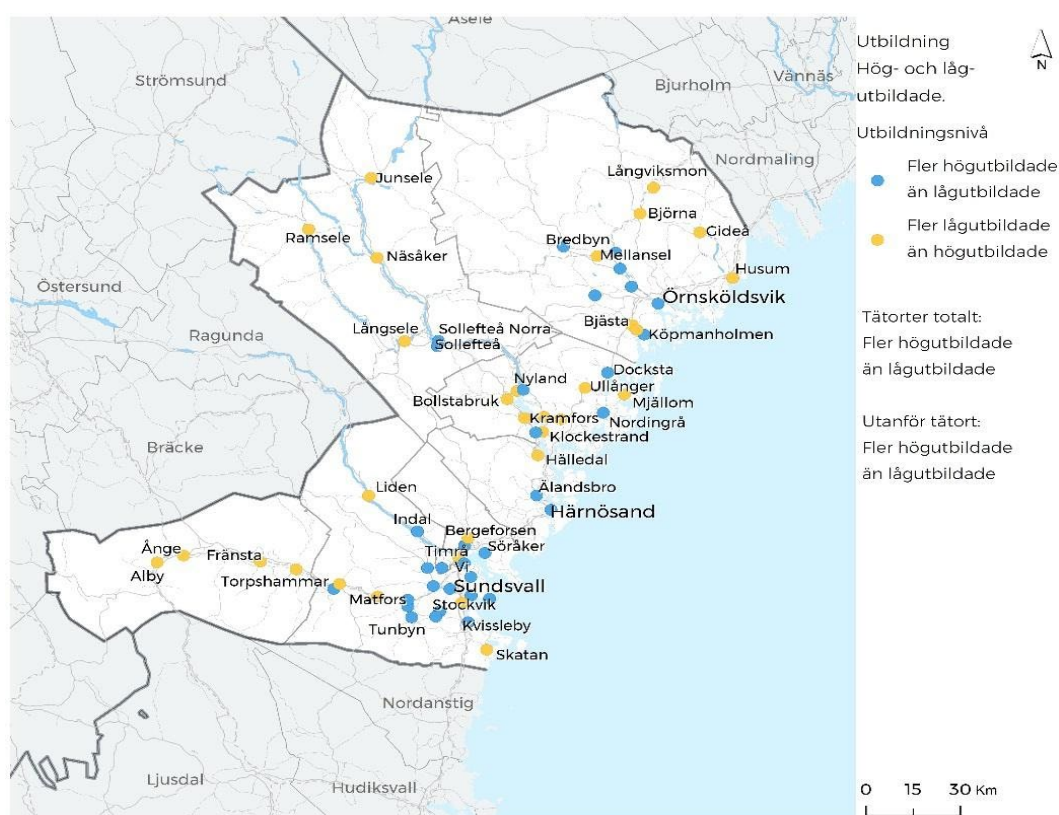 Åsele
Strömsund
Bjurholm
Vännäs
Nordmaling
Långviksmon
Junsele
Björna
Gideå
Ramsele
Bredbyn
Näsåker
Mellansel
Husum
Östersund
Örnsköldsvik
Ragunda
Långsele
Sollefteå Norra
Sollefteå
Bjästa
Köpmanholmen
Docksta
Nyland
Ullånger
Bollstabruk
Mjällom
Kramfors
Nordingrå
Klockestrand
Bräcke
Hälledal
Liden
Älandsbro
Härnösand
Indal
Bergeforsen
Söråker
Timrå
Ånge
Fränsta
Vi
Alby
Torpshammar
Sundsvall
Matfors
Stockvik
Tunbyn
Kvissleby
Skatan
Nordanstig
Ljusdal
Hudiksvall
Utbildning
Hög- och låg-
utbildade.
N
Utbildningsnivå
Fler högutbildade
än lågutbildade
Fler lågutbildade
än högutbildade
Tätorter totalt:
Fler högutbildade
än lågutbildade
Utanför tätort:
Fler högutbildade
än lågutbildade
0 15 30 Km